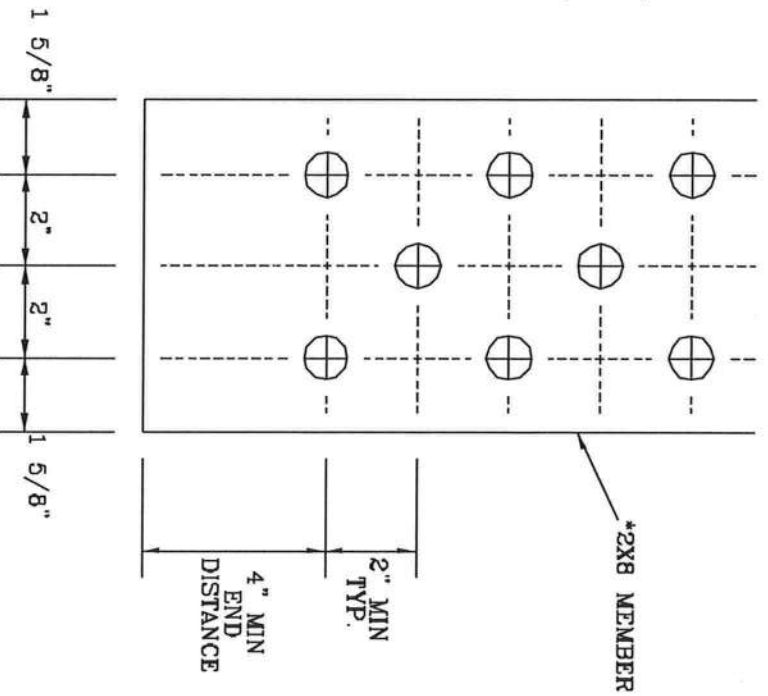 1 5/8"
2"
2"
1 5/8"
*2X8 MEMBER
2" MIN
TYP.
4" MIN
END
DISTANCE